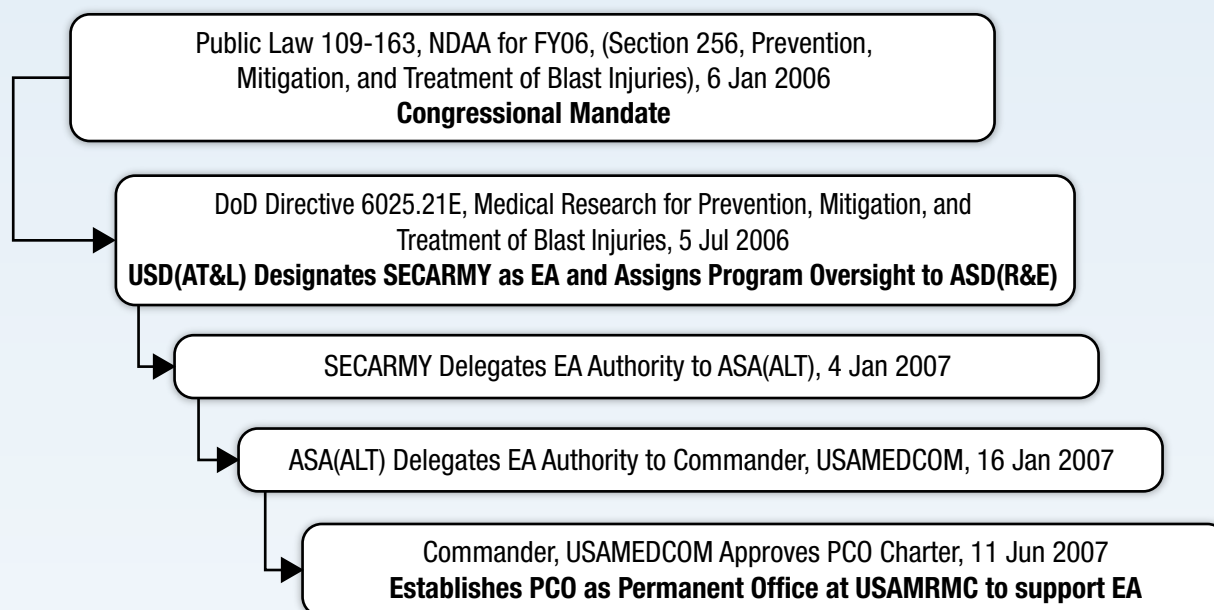 Public Law 109-163, NDAA for FY06, (Section 256, Prevention,
Mitigation, and Treatment of Blast Injuries), 6 Jan 2006
Congressional Mandate
DoD Directive 6025.21E, Medical Research for Prevention, Mitigation, and
Treatment of Blast Injuries, 5 Jul 2006
USD(AT&L) Designates SECARMY as EA and Assigns Program Oversight to ASD(R&E)
SECARMY Delegates EA Authority to ASA(ALT), 4 Jan 2007
ASA(ALT) Delegates EA Authority to Commander, USAMEDCOM, 16 Jan 2007
Commander, USAMEDCOM Approves PCO Charter, 11 Jun 2007
Establishes PCO as Permanent Office at USAMRMC to support EA